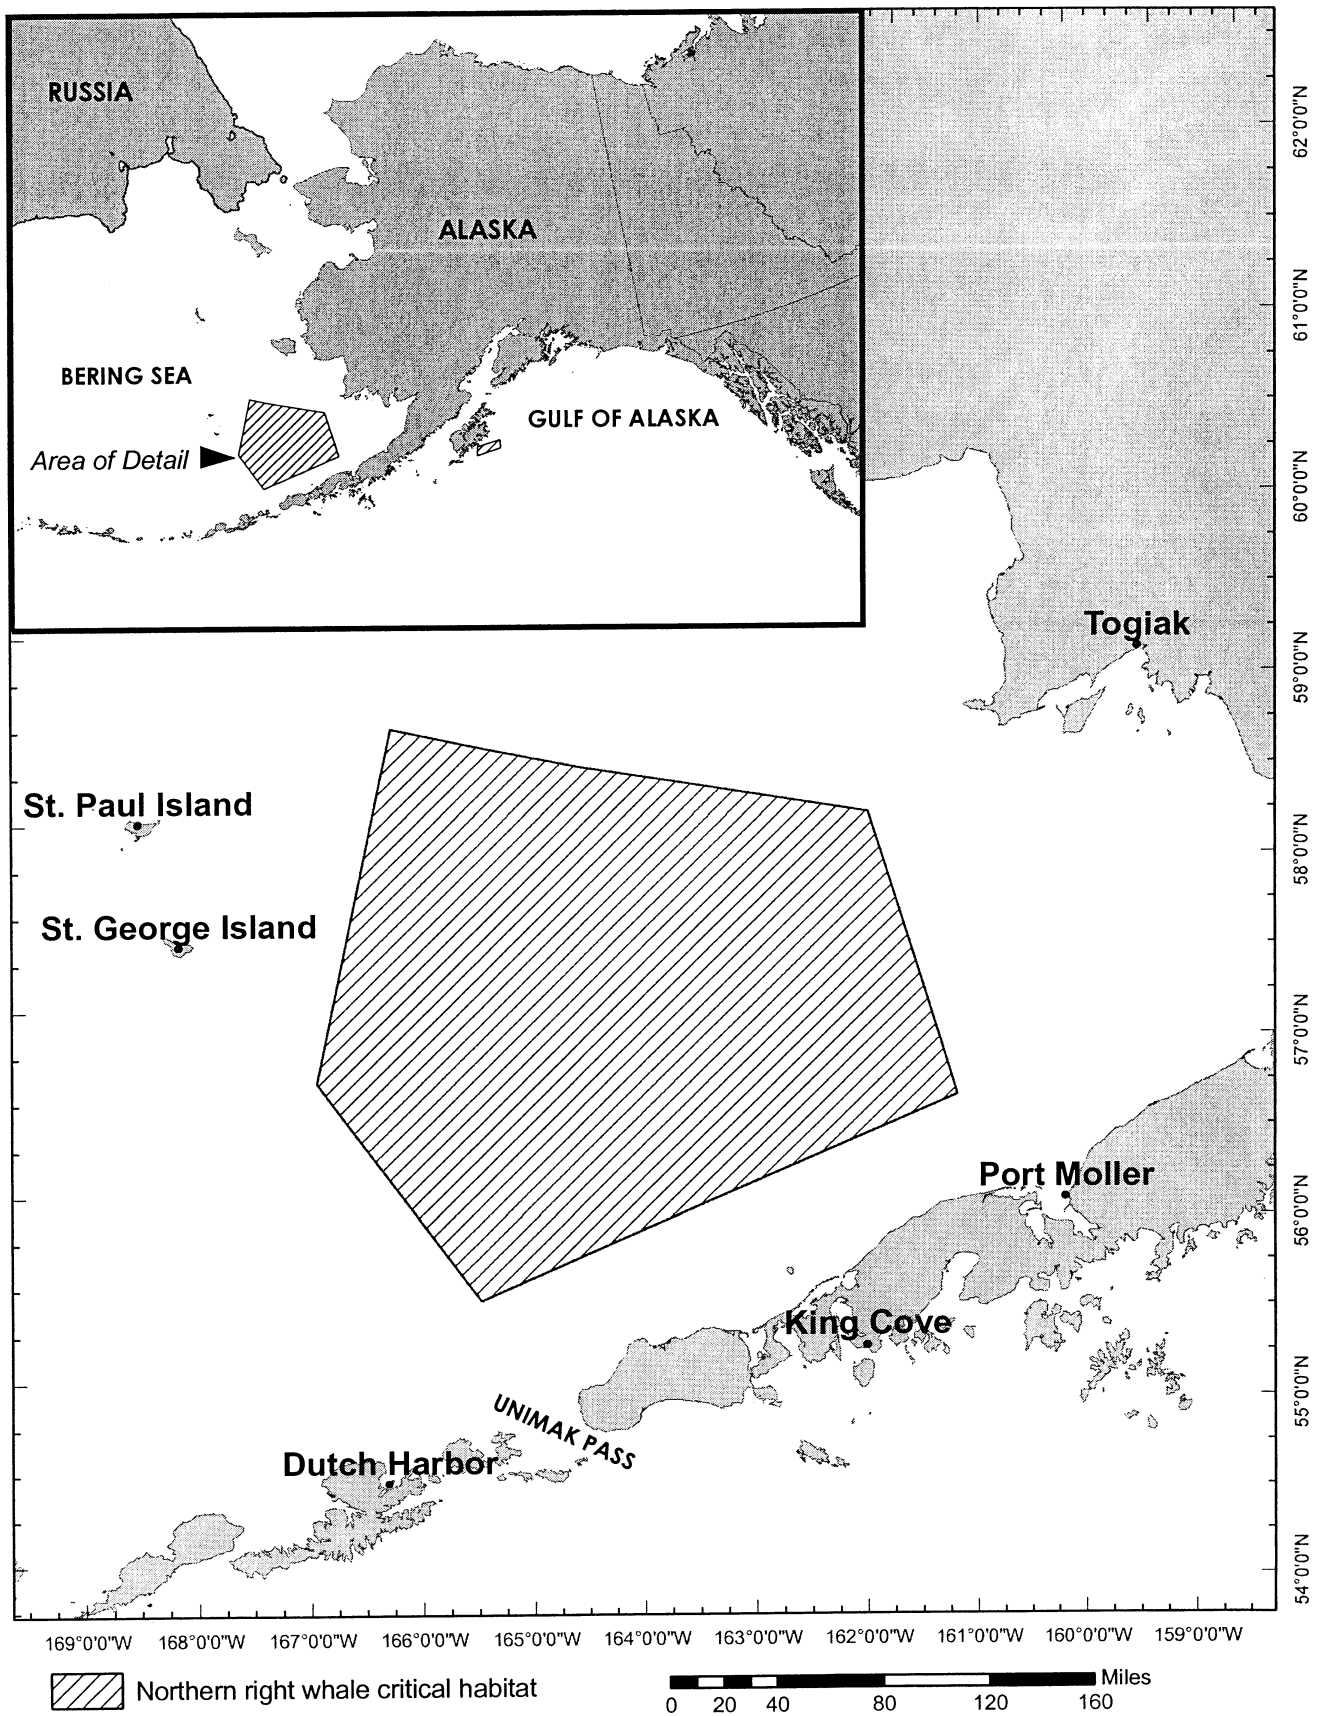 RUSSIA
ALASKA
BERING SEA
GULF OF ALASKA
Area of Detail
62°0'0"N
61°0'0"N
60°0'0"N
59°0'0"N
58°0'0"N
57°0'0"N
56°0'0"N
55°0'0"N
54°0'0"N
Togiak
St. Paul Island
St. George Island
Port Moller
King Cove
UNIMAK PASS
Dutch Harbor
169°0'0"W 168°0'0"W 167°0'0"W 166°0'0"W 165°0'0"W 164°0'0"W 163°0'0"W 162°0'0"W 161°0'0"W 160°0'0"W 159°0'0"W
Northern right whale critical habitat
Miles
0 20 40 80 120 160